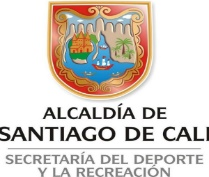 ALCALDÍA DE
SANTIAGO DE CALI
SECRETARÍA DEL DEPORTE
Y LA RECREACIÓN